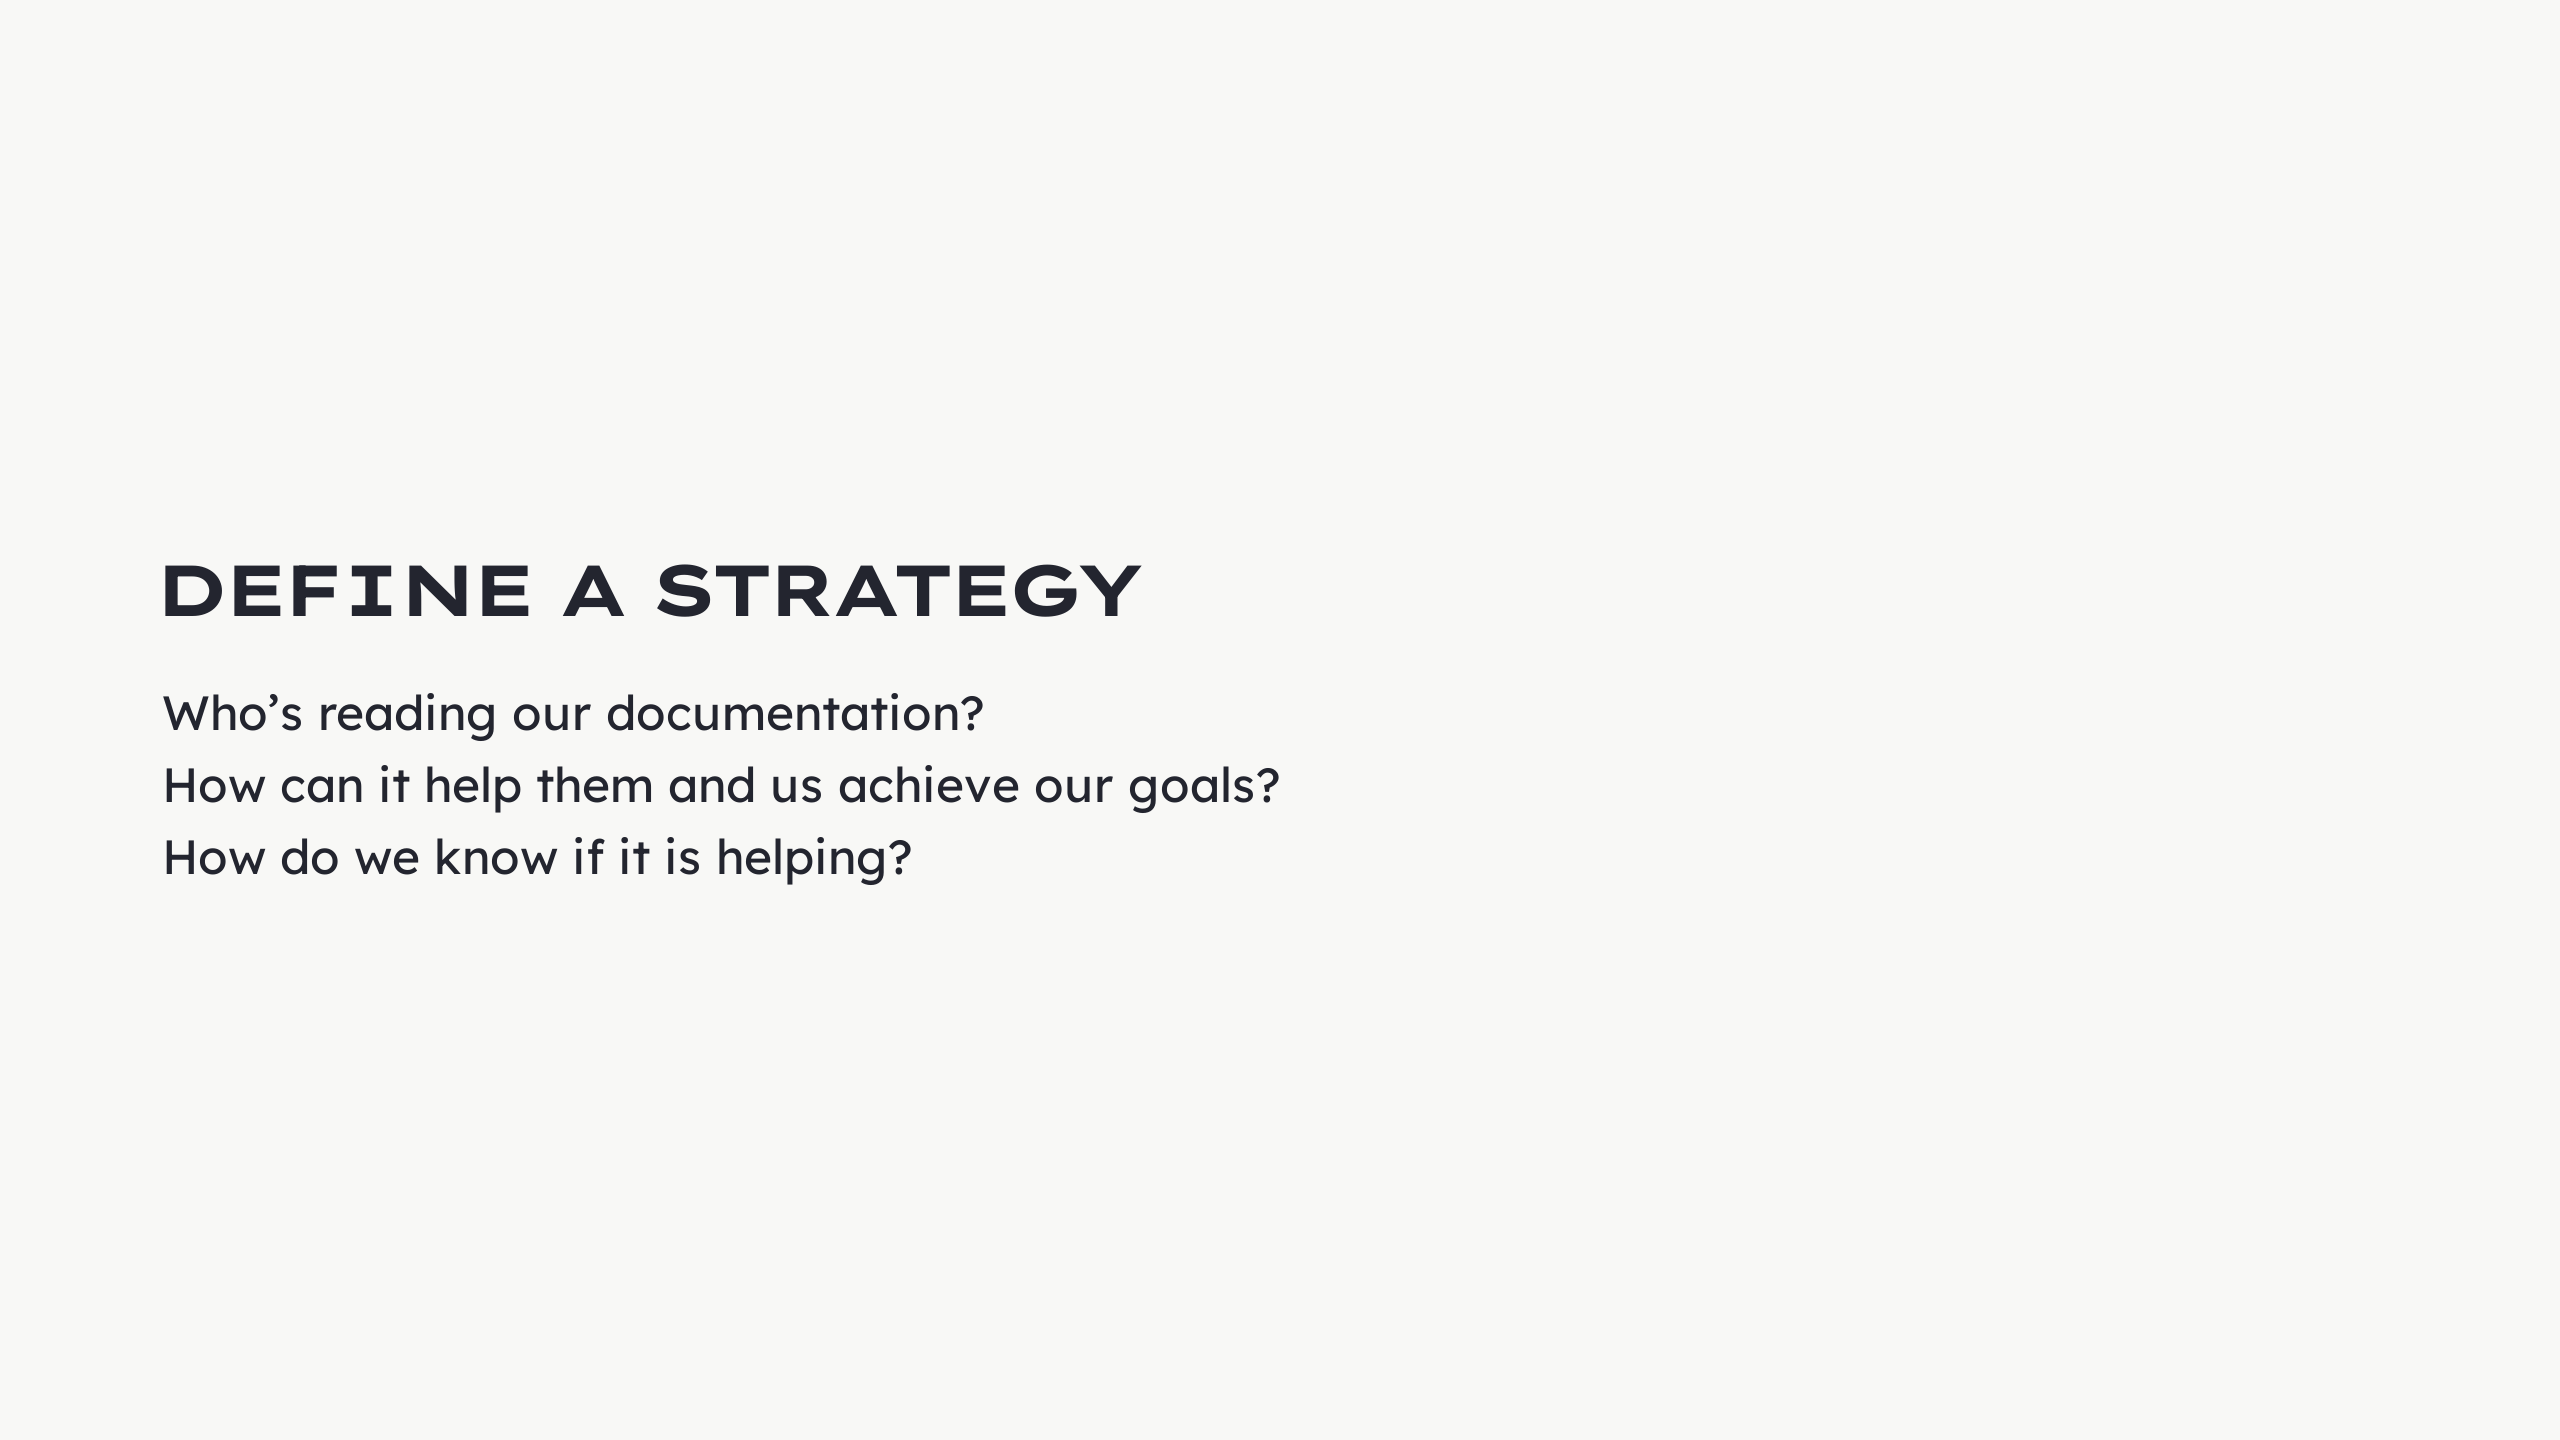 DEFINE A STRATEGY
Who’s reading our documentation?
How can it help them and us achieve our goals?
How do we know if it is helping?